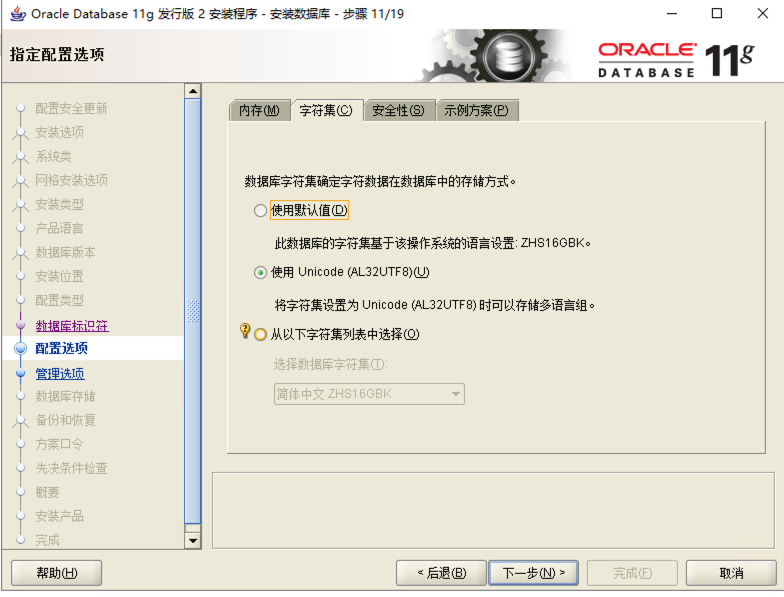 Oracle Database 11g 发行版 2 安装程序 - 安装数据库 - 步骤 11/19
指定配置选项
ORACLE
DATABASE 11g
配置安全更新
安装选项
系统类
网格安装选项
安装类型
产品语言
数据库版本
安装位置
配置类型
数据库标识符
配置选项
管理选项
数据库存储
备份和恢复
方案口令
先决条件检查
概要
安装产品
完成
内存(M) 字符集(C) 安全性(S) 示例方案(P)
数据库字符集确定字符数据在数据库中的存储方式。
使用默认值(D)
此数据库的字符集基于该操作系统的语言设置: ZHS16GBK。
使用 Unicode (AL32UTF8)(U)
将字符集设置为 Unicode (AL32UTF8) 时可以存储多语言组。
从以下字符集列表中选择(O)
选择数据库字符集(T):
简体中文 ZHS16GBK
帮助(H) < 后退(B) 下一步(N) > 完成(F) 取消